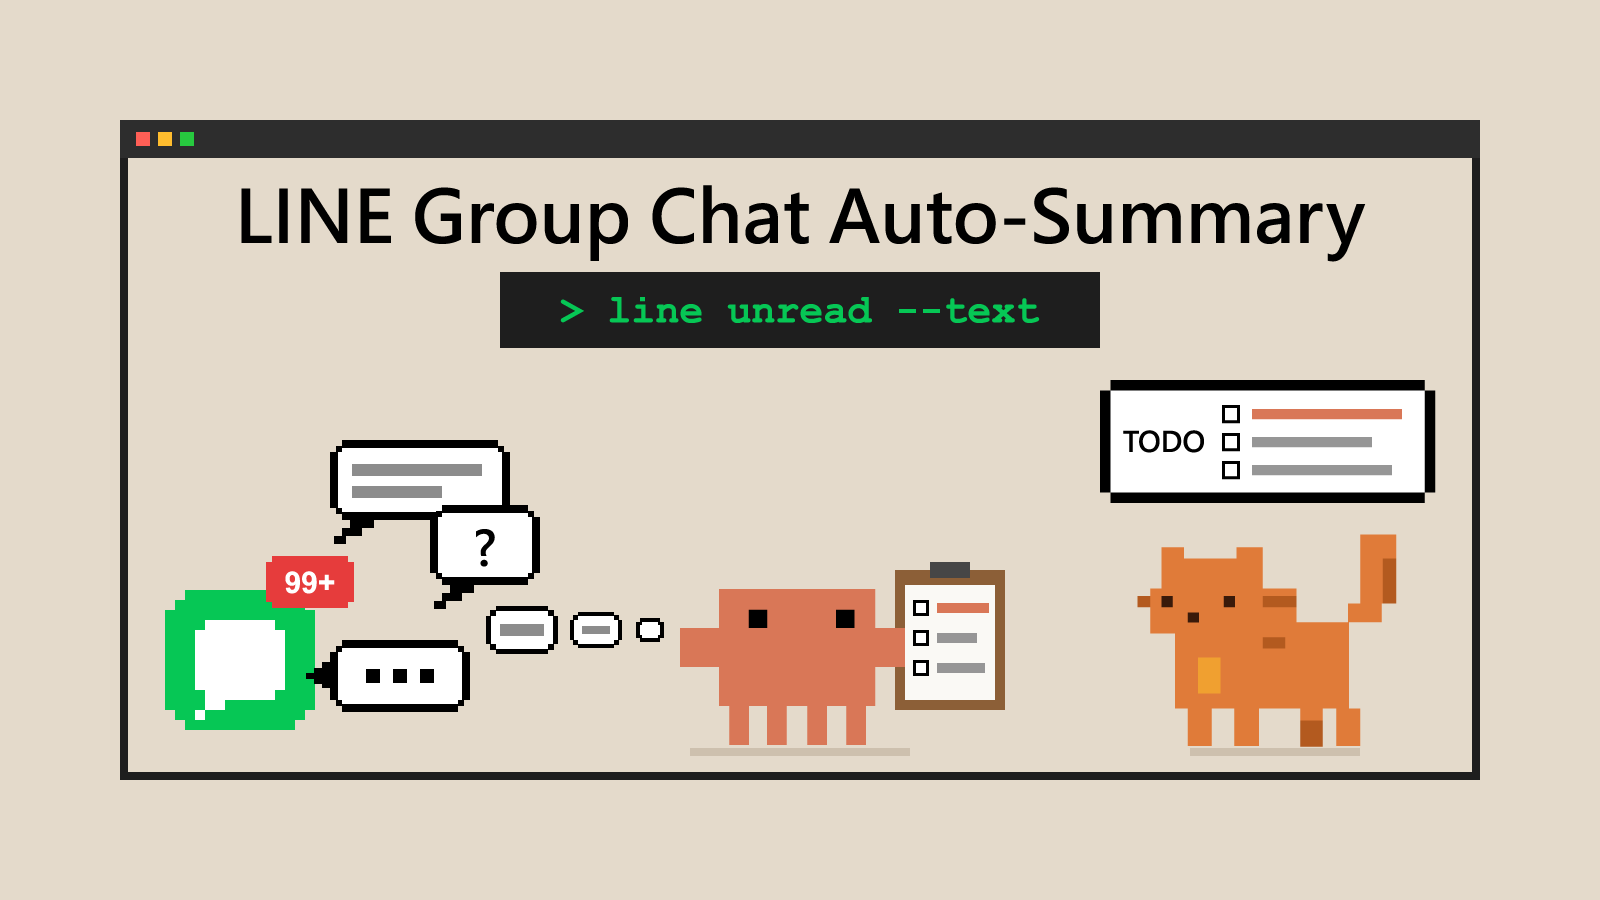 LINE Group Chat Auto-Summary
> line unread --text
TODO
?
99+